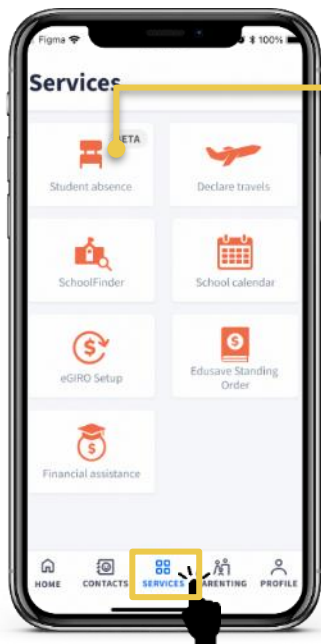 Figma
100%
Services
BETA
Student absence
Declare travels
SchoolFinder
School calendar
eGIRO Setup
Edusave Standing
Order
Financial assistance
HOME CONTACTS SERVICES PARENTING PROFILE